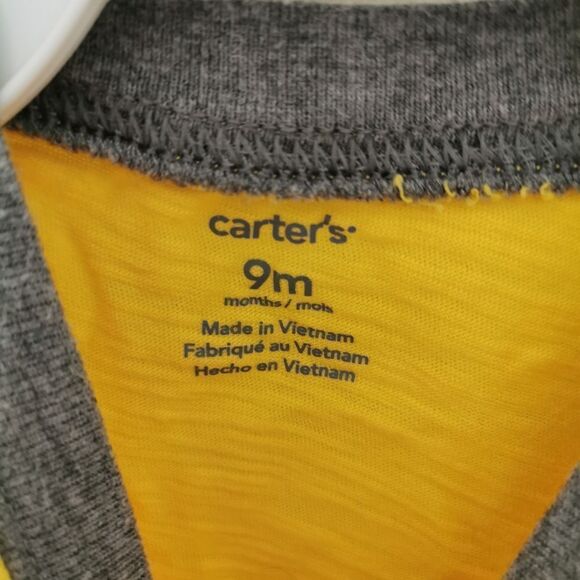 carter's
9m
months / mois
Made in Vietnam
Fabriqué au Vietnam
Hecho en Vietnam